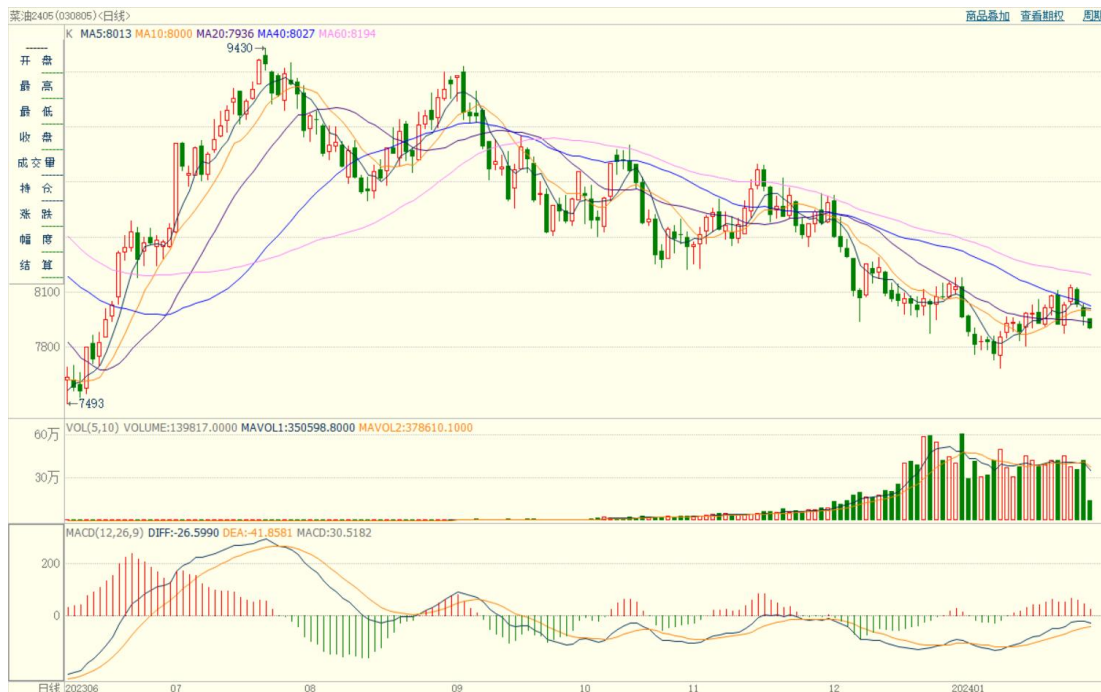 菜油2405(030805)<日线> 商品叠加 查看期权 周期
K MA5:8013 MA10:8000 MA20:7936 MA40:8027 MA60:8194
9430→
开 盘
最 高
最 低
收 盘
成交量
持 仓
涨 跌
幅 度
结 算
8100
7800
←7493
VOL(5,10) VOLUME:139817.0000 MAVOL1:350598.8000 MAVOL2:378610.1000
60万
30万
MACD(12,26,9) DIFF:-26.5990 DEA:-41.8581 MACD:30.5182
200
0
日线 202306 07 08 09 10 11 12 202401